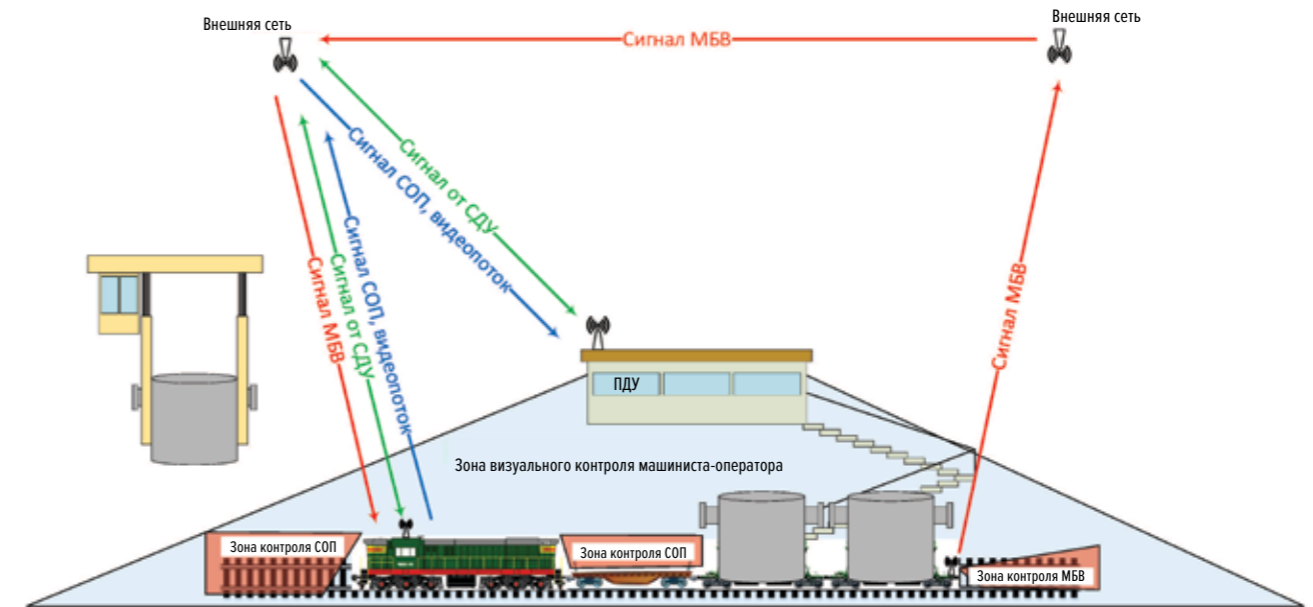 Внешняя сеть
Внешняя сеть
Сигнал МБВ
Сигнал от СДУ
Сигнал СОП, видеопоток
Сигнал МБВ
Сигнал от СДУ
Сигнал СОП, видеопоток
Сигнал МБВ
ПДУ
Зона визуального контроля машиниста-оператора
Зона контроля СОП
Зона контроля СОП
Зона контроля МБВ